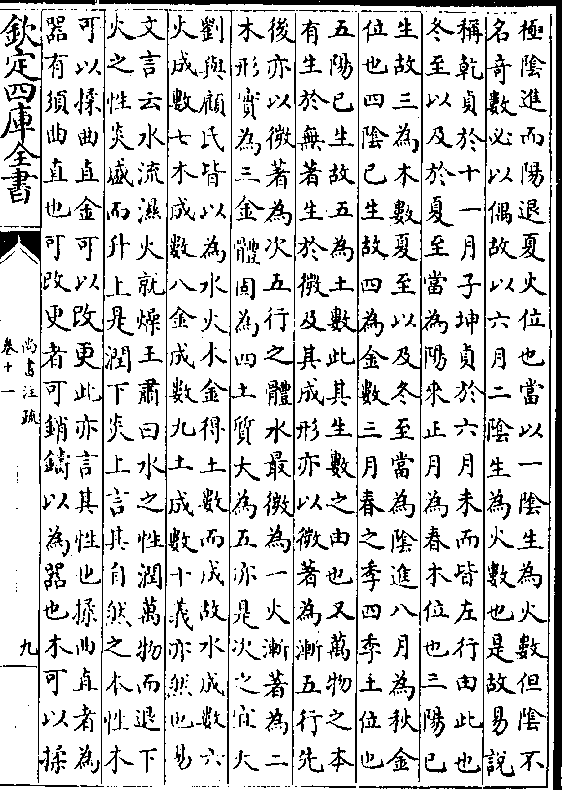 極陰進而陽退夏火位也當以一陰生為火數但陰不
名奇數必以偶故以六月二陰生為火數也是故易說
稱乾貞於十一月子坤貞於六月未而皆左行由此也
冬至以及於夏至當為陽來正月為春木位也三陽已
生故三為木數夏至以及冬至當為陰進八月為秋金
位也四陰已生故四為金數三月春之季四季土位也
五陽已生故五為土數此其生數之由也又萬物之本
有生於無著生於微及其成形亦以微著為漸五行先
後亦以微著為次五行之體水最微為一火漸著為二
木形實為三金體固為四土質大為五亦是次之宜大
劉與顧氏皆以為水火木金得土數而成故水成數六
火成數七木成數八金成數九土成數十義亦然也易
文言云水流濕火就燥王肅曰水之性潤萬物而退下
火之性炎盛而升上是潤下炎上言其自然之本性木
可以揉曲直金可以改更此亦言其性也揉曲直者為
器有須曲直也可改更者可銷鑄以為器也木可以揉
欽定四庫全書
尚書注疏
卷十一
九